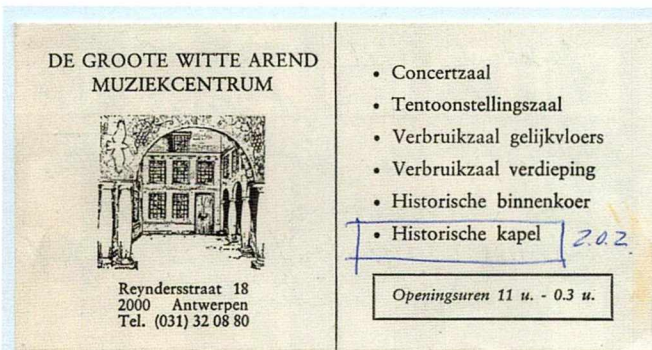 DE GROOTE WITTE AREND
MUZIEKCENTRUM
Reyndersstraat 18
2000 Antwerpen
Tel. (031) 32 08 80
• Concertzaal
• Tentoonstellingszaal
• Verbruikzaal gelijkvloers
• Verbruikzaal verdieping
• Historische binnenkoer
• Historische kapel 2.0.2.
Openingsuren 11 u. - 0.3 u.